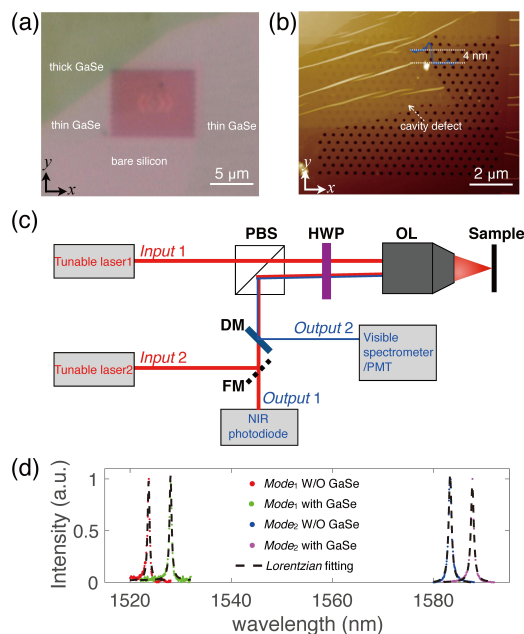 (a)
thick GaSe
thin GaSe
thin GaSe
bare silicon
y
x
5 μm
(b)
4 nm
cavity defect
y
x
2 μm
(c)
PBS
HWP
OL
Sample
Input 1
Tunable laser1
DM
Output 2
Visible
spectrometer
/PMT
Input 2
Tunable laser2
FM
Output 1
NIR
photodiode
(d)
Intensity (a.u.)
1
0.5
0
Mode1 W/O GaSe
Mode1 with GaSe
Mode2 W/O GaSe
Mode2 with GaSe
Lorentzian fitting
1520
1540
1560
1580
wavelength (nm)